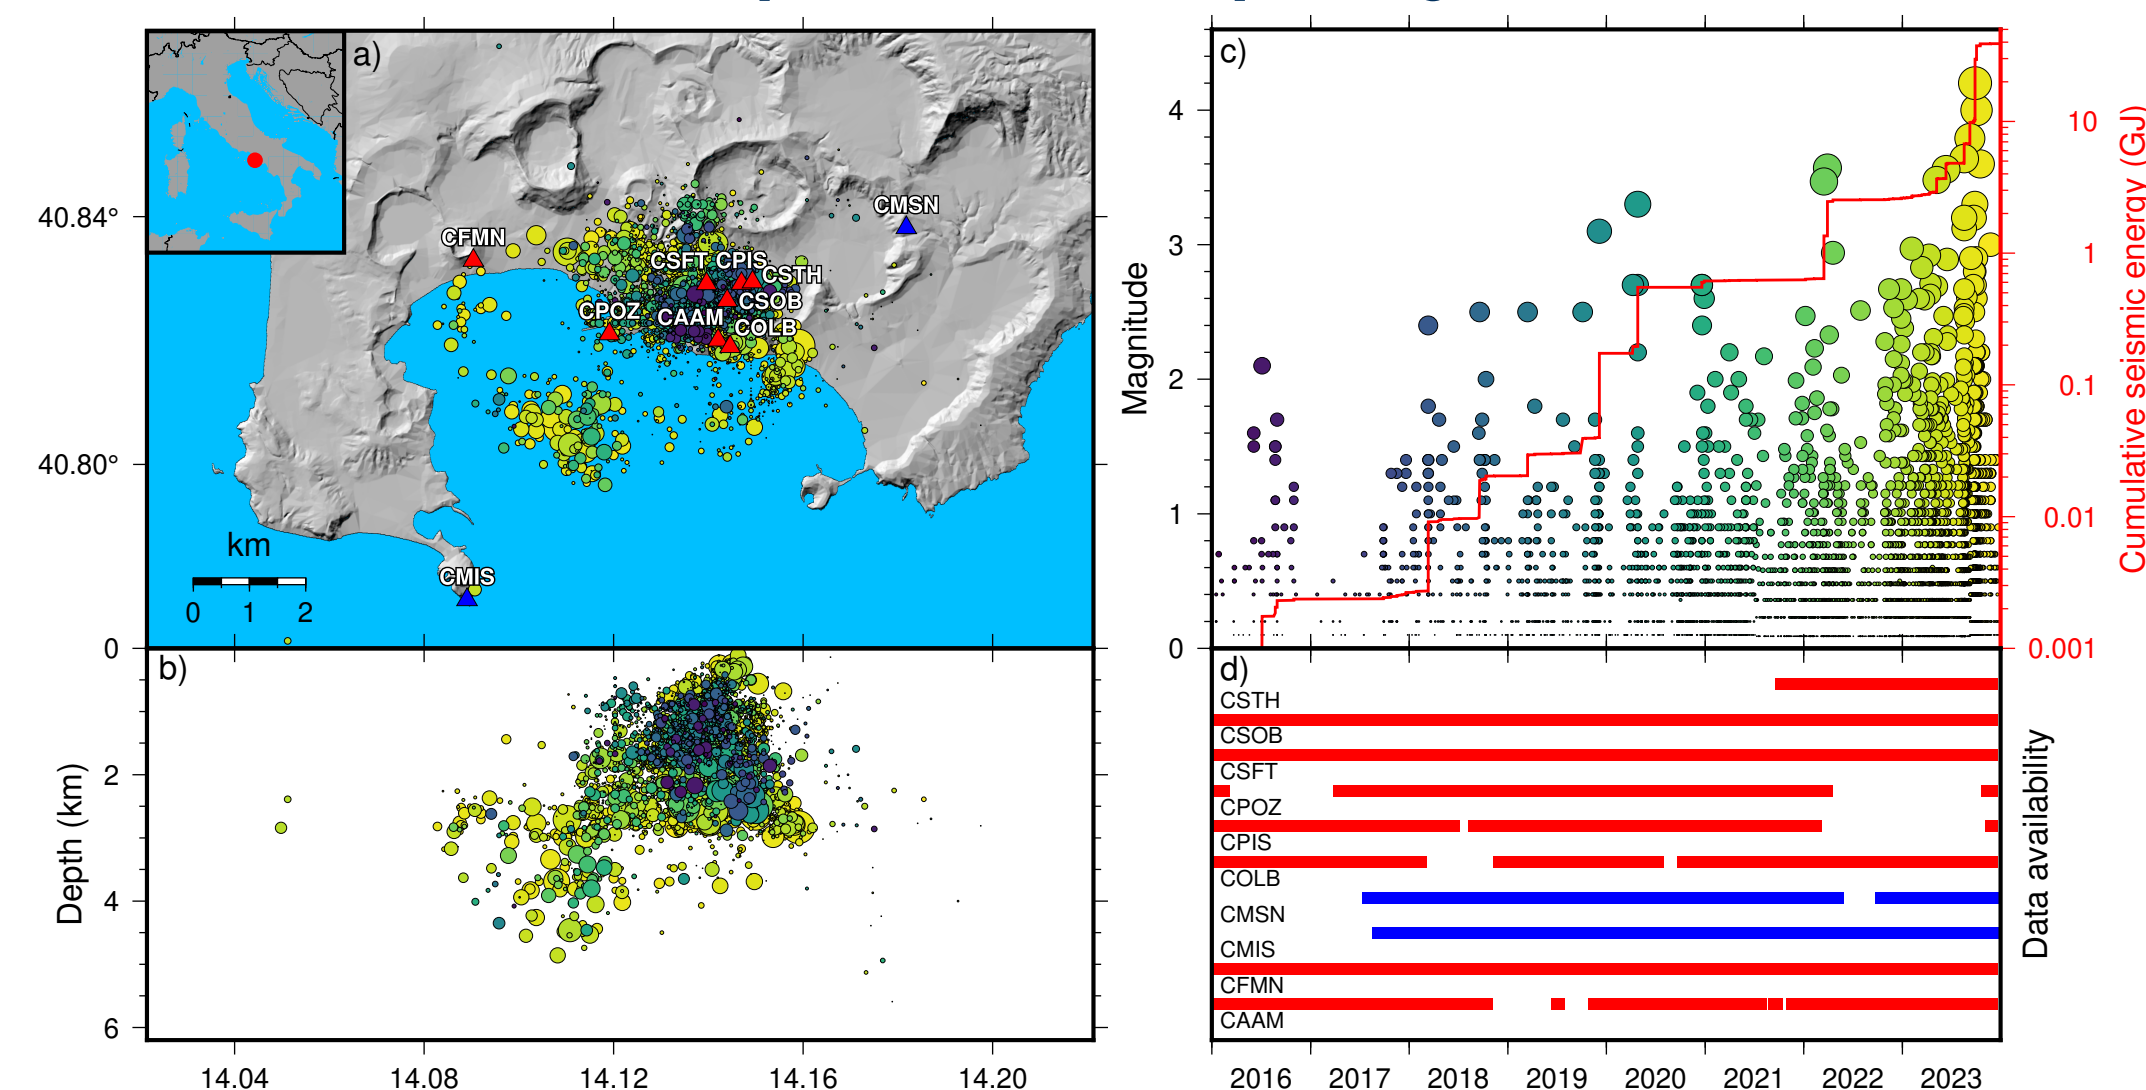 a)
40.84°
40.80°
CMSN
CFMN
CSFT
CPIS
CSTH
CSOB
CPOZ
CAAM
COLB
CMIS
km
0 1 2
b)
Depth (km)
0
2
4
6
14.04 14.08 14.12 14.16 14.20
c)
Magnitude
4
3
2
1
0
10
1
0.1
0.01
0.001
Cumulative seismic energy (GJ)
d)
CSTH
CSOB
CSFT
CPOZ
CPIS
COLB
CMSN
CMIS
CFMN
CAAM
Data availability
2016 2017 2018 2019 2020 2021 2022 2023